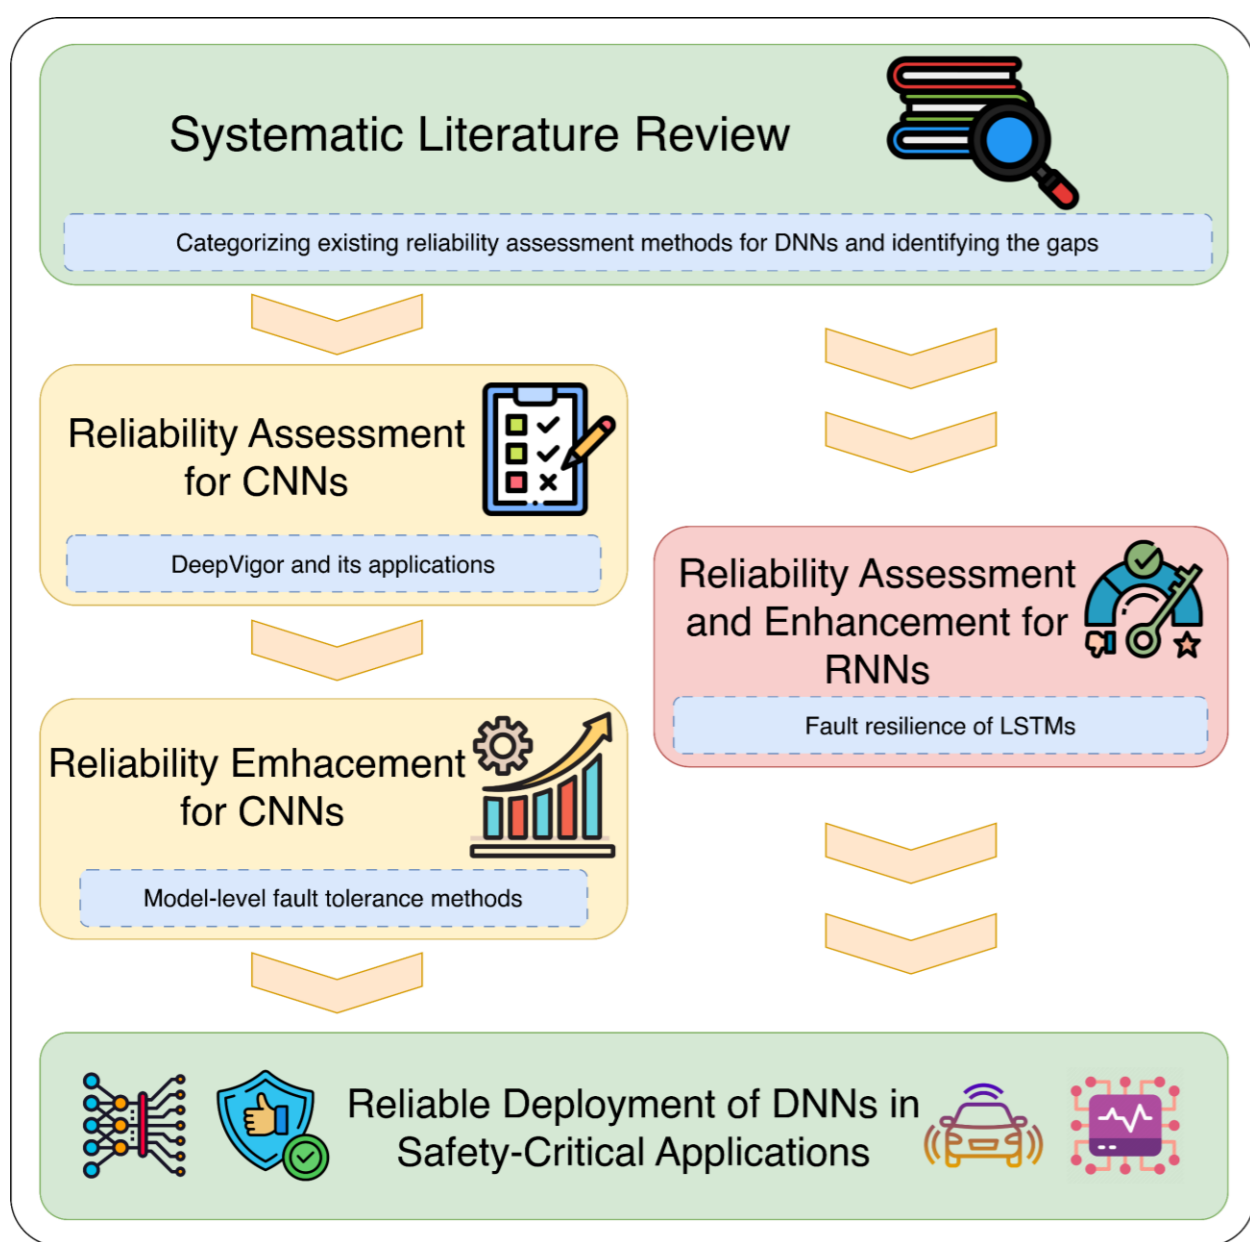 Systematic Literature Review
Categorizing existing reliability assessment methods for DNNs and identifying the gaps
Reliability Assessment
for CNNs
DeepVigor and its applications
Reliability Emhacement
for CNNs
Model-level fault tolerance methods
Reliability Assessment
and Enhancement for
RNNs
Fault resilience of LSTMs
Reliable Deployment of DNNs in
Safety-Critical Applications